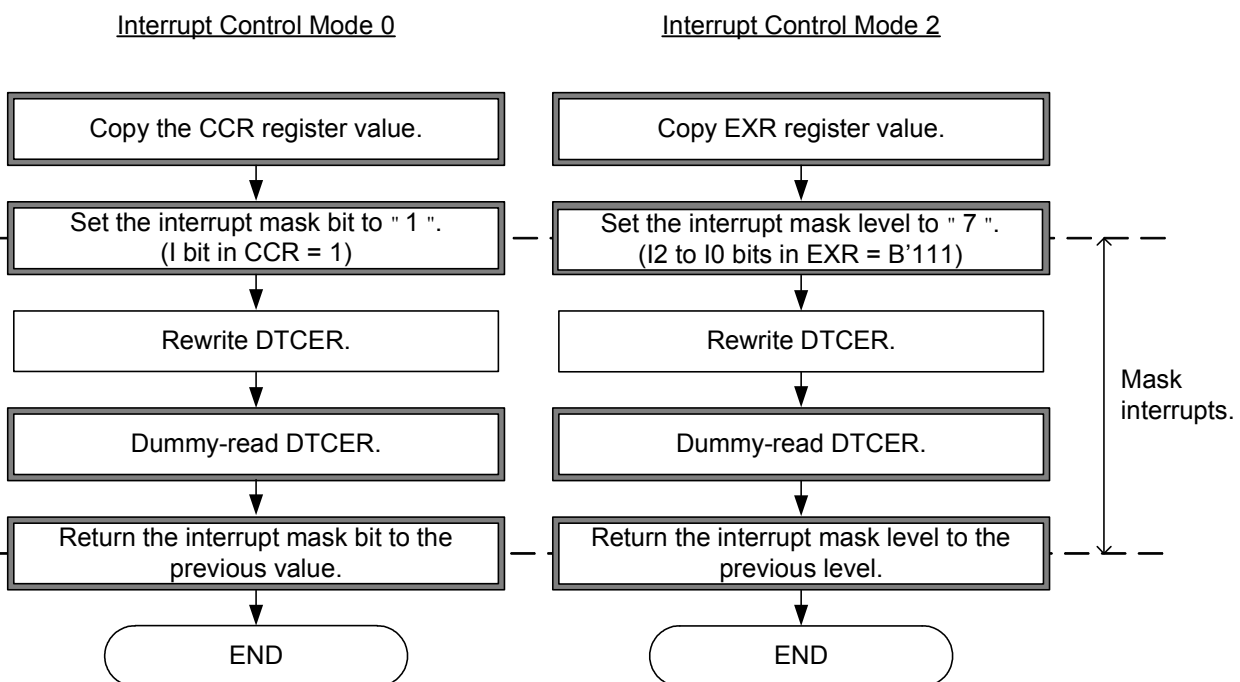 Interrupt Control Mode 0
Interrupt Control Mode 2
Copy the CCR register value.
Copy EXR register value.
Set the interrupt mask bit to " 1 ".
(I bit in CCR = 1)
Set the interrupt mask level to " 7 ".
(I2 to I0 bits in EXR = B'111)
Rewrite DTCER.
Rewrite DTCER.
Mask
interrupts.
Dummy-read DTCER.
Dummy-read DTCER.
Return the interrupt mask bit to the
previous value.
Return the interrupt mask level to the
previous level.
END
END